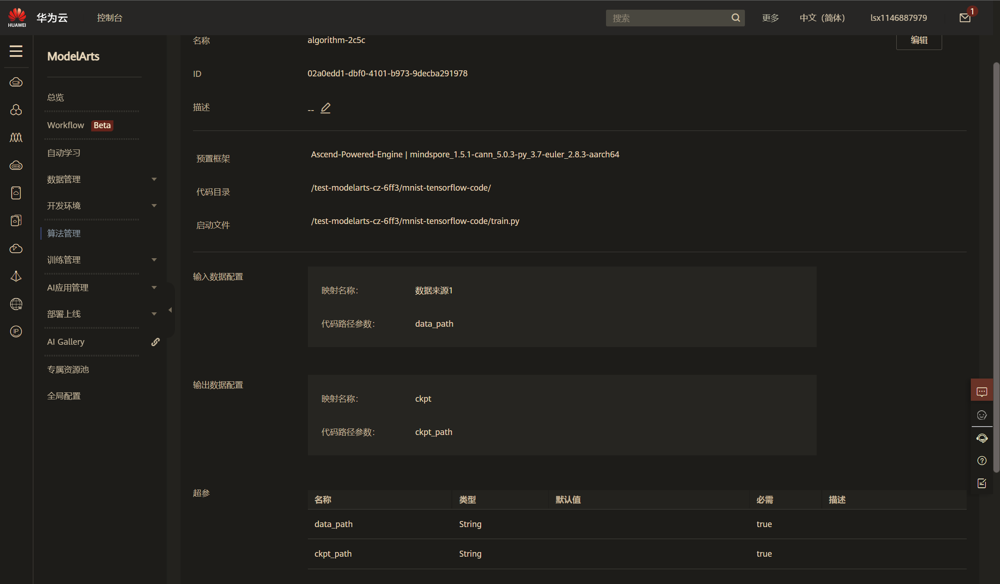 HUAWEI
华为云
控制台
搜索
更多
中文（简体）
lsx1146887979
1
ModelArts
总览
Workflow Beta
自动学习
数据管理
开发环境
算法管理
训练管理
AI应用管理
部署上线
AI Gallery
专属资源池
全局配置
W
IP
名称 algorithm-2c5c
编辑
ID 02a0edd1-dbf0-4101-b973-9decba291978
描述 --
预置框架 Ascend-Powered-Engine | mindspore_1.5.1-cann_5.0.3-py_3.7-euler_2.8.3-aarch64
代码目录 /test-modelarts-cz-6ff3/mnist-tensorflow-code/
启动文件 /test-modelarts-cz-6ff3/mnist-tensorflow-code/train.py
输入数据配置
映射名称： 数据来源1
代码路径参数： data_path
输出数据配置
映射名称： ckpt
代码路径参数： ckpt_path
超参
名称 类型 默认值 必需 描述
data_path String true
ckpt_path String true